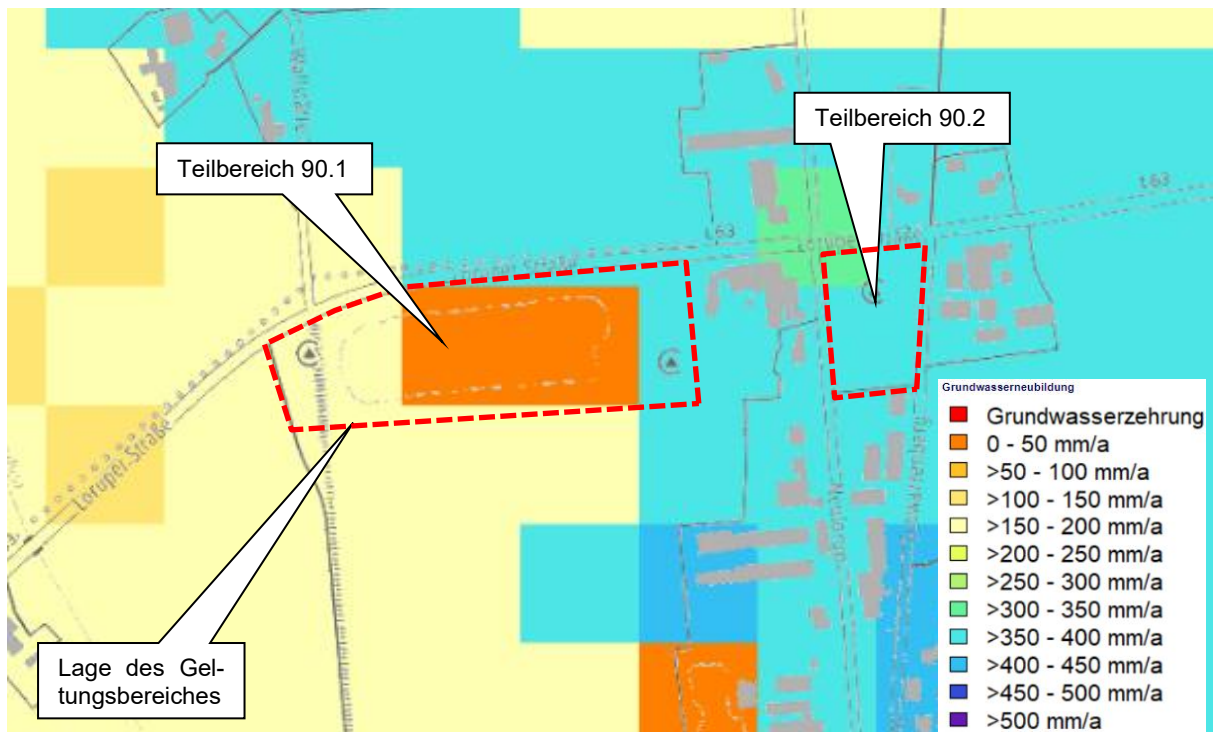 Teilbereich 90.2
Teilbereich 90.1
L63
L63
Loruper Straße
Loruper Straße
Lage des Gel-
tungsbereiches
Grundwasserneubildung
Grundwasserzehrung
0 - 50 mm/a
>50 - 100 mm/a
>100 - 150 mm/a
>150 - 200 mm/a
>200 - 250 mm/a
>250 - 300 mm/a
>300 - 350 mm/a
>350 - 400 mm/a
>400 - 450 mm/a
>450 - 500 mm/a
>500 mm/a